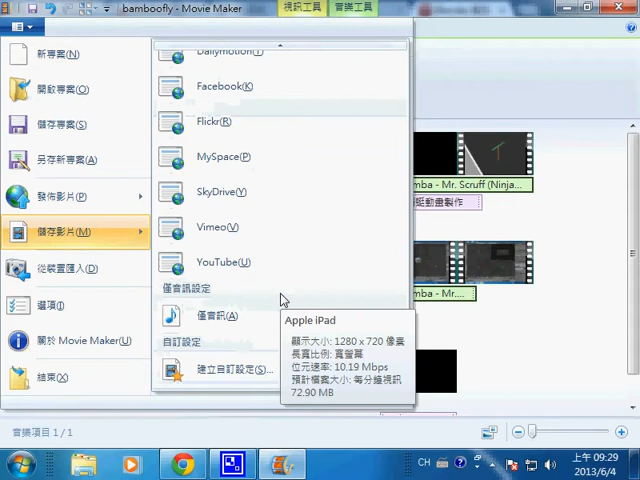 bamboofly - Movie Maker
視訊工具
音樂工具
新專案(N)
開啟專案(O)
儲存專案(S)
另存新專案(A)
發佈影片(P)
儲存影片(M)
從裝置匯入(D)
選項(I)
關於 Movie Maker(U)
結束(X)
Dailymotion(T)
Facebook(K)
Flickr(R)
MySpace(P)
SkyDrive(Y)
Vimeo(V)
YouTube(U)
僅音訊設定
僅音訊(A)
自訂設定
建立自訂設定(S)...
Apple iPad
顯示大小: 1280 x 720 像素
長寬比例: 寬螢幕
位元速率: 10.19 Mbps
預計檔案大小: 每分鐘視訊
72.90 MB
mba - Mr. Scruff (Ninja...
動畫製作
mba - Mr....
音樂項目 1 / 1
CH
上午 09:29
2013/6/4